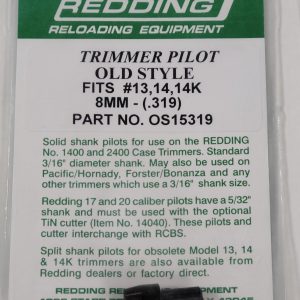 REDDING
RELOADING EQUIPMENT
TRIMMER PILOT
OLD STYLE
FITS #13,14,14K
8MM - (.319)
PART NO. OS15319
Solid shank pilots for use on the REDDING
No. 1400 and 2400 Case Trimmers. Standard
3/16" diameter shank. May also be used on
Pacific/Hornady, Forster/Bonanza and any
other trimmers which use a 3/16" shank size.
Redding 17 and 20 caliber pilots have a 5/32"
shank and must be used with the optional
TiN cutter (Item No. 14040). These pilots and
cutter interchange with RCBS.
Split shank pilots for obsolete Model 13, 14
& 14K trimmers are also available from
Redding dealers or factory direct.